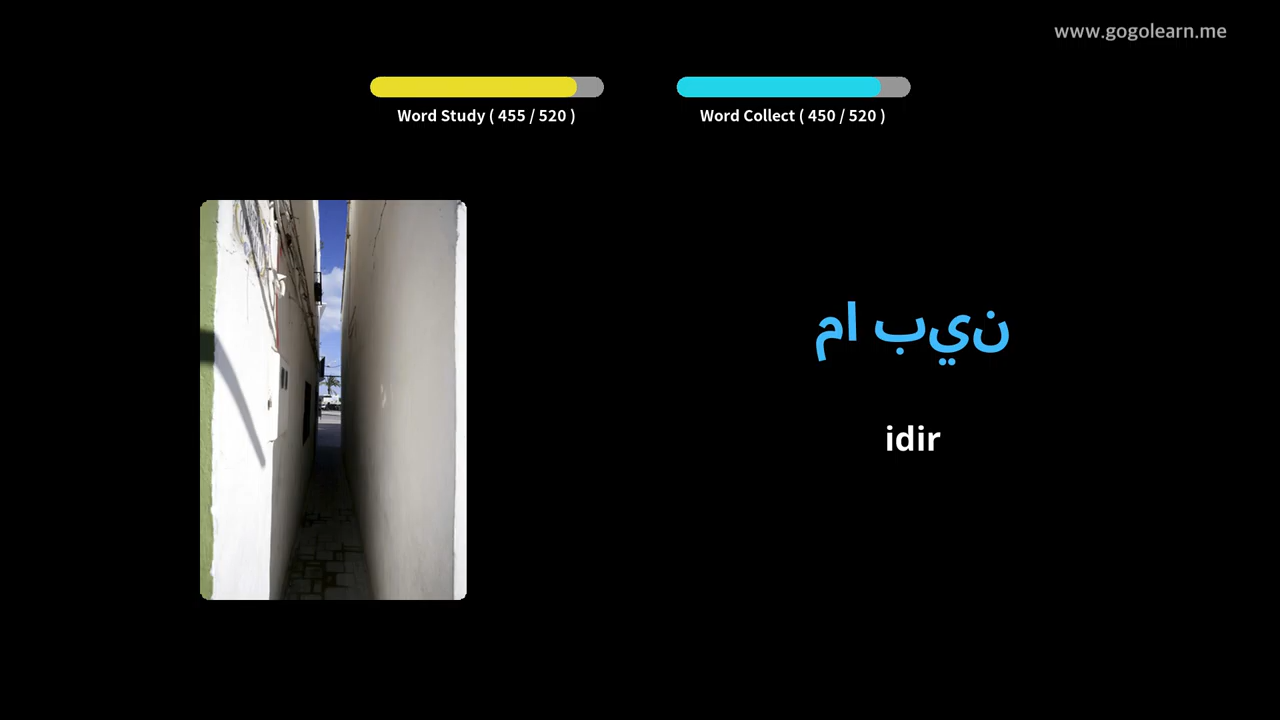 www.gogolearn.me
Word Study ( 455 / 520 )
Word Collect ( 450 / 520 )
ما بين
idir